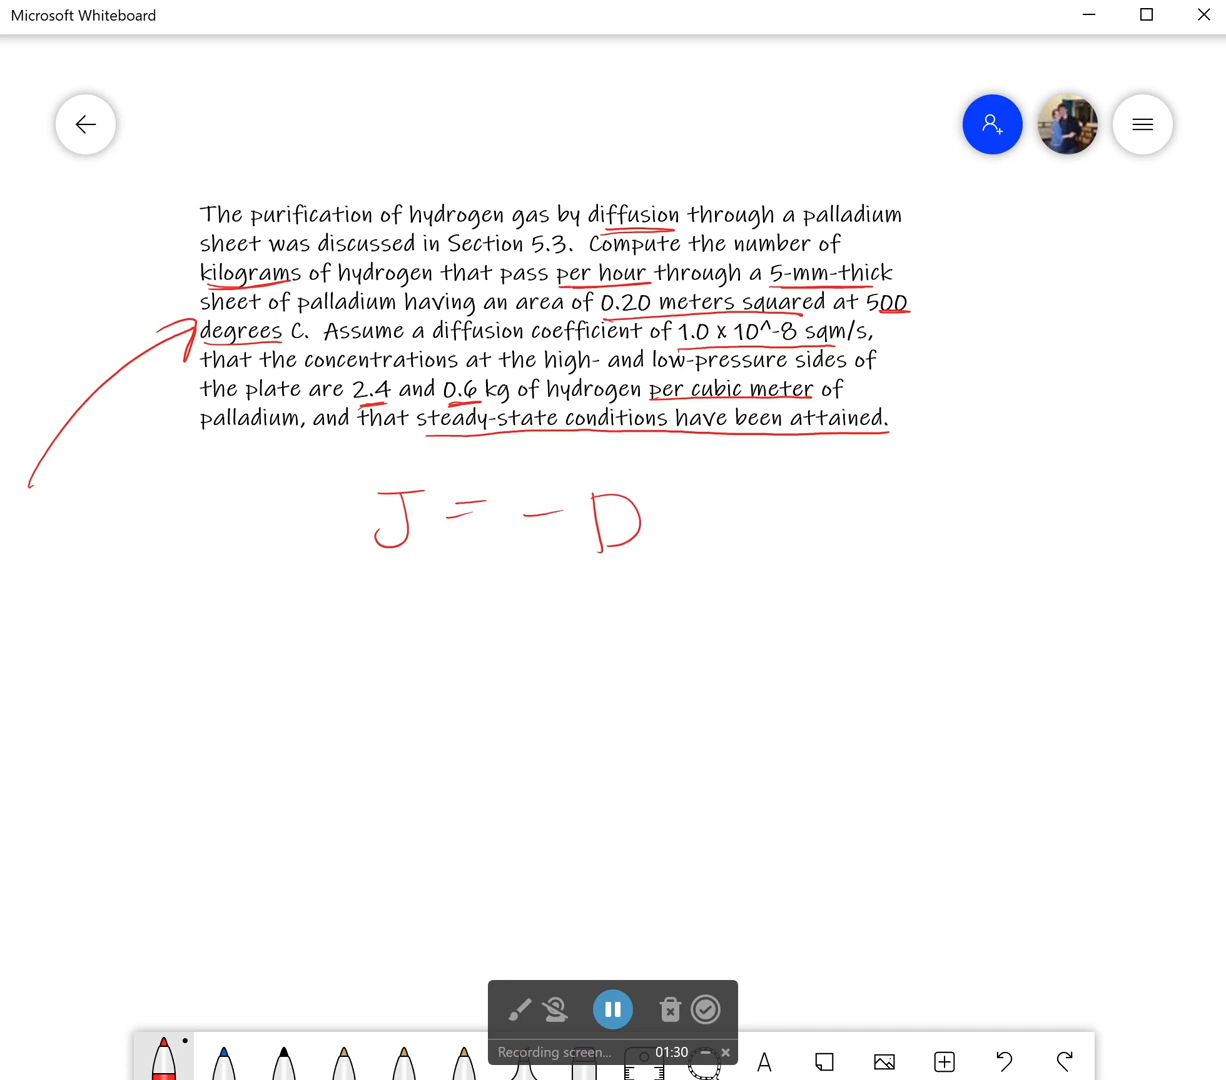 Microsoft Whiteboard
The purification of hydrogen gas by diffusion through a palladium
sheet was discussed in Section 5.3. Compute the number of
kilograms of hydrogen that pass per hour through a 5-mm-thick
sheet of palladium having an area of 0.20 meters squared at 500
degrees C. Assume a diffusion coefficient of 1.0 x 10^-8 sqm/s,
that the concentrations at the high- and low-pressure sides of
the plate are 2.4 and 0.6 kg of hydrogen per cubic meter of
palladium, and that steady-state conditions have been attained.
J = - D
Recording screen... 01:30
A